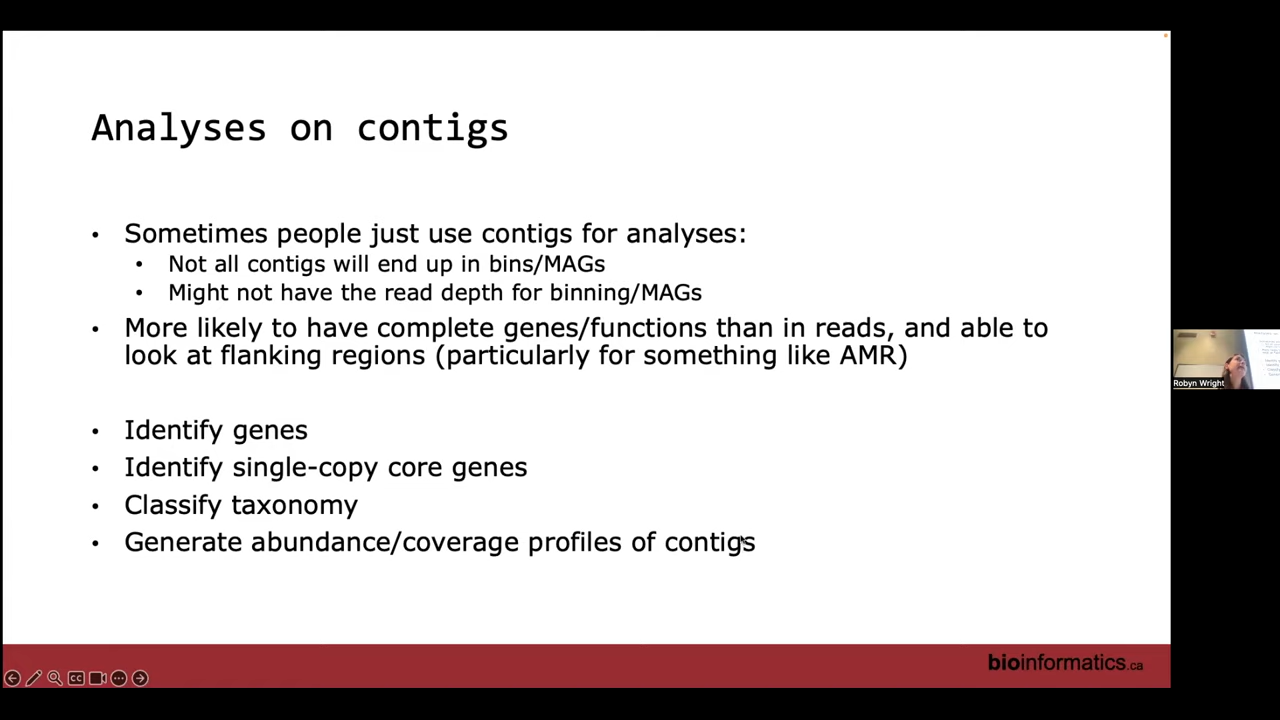 Analyses on contigs
• Sometimes people just use contigs for analyses:
• Not all contigs will end up in bins/MAGs
• Might not have the read depth for binning/MAGs
• More likely to have complete genes/functions than in reads, and able to
look at flanking regions (particularly for something like AMR)
• Identify genes
• Identify single-copy core genes
• Classify taxonomy
• Generate abundance/coverage profiles of contigs
bioinformatics.ca
CC
Robyn Wright